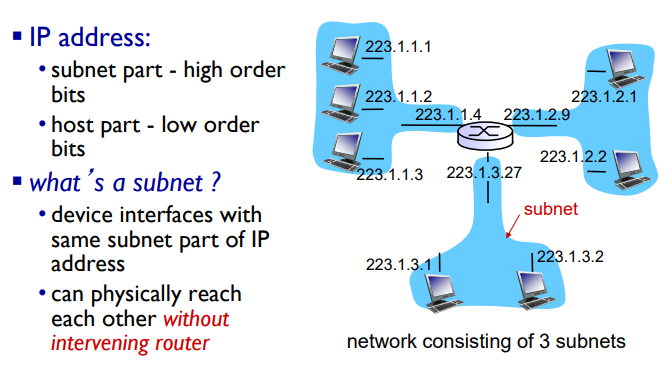 IP address:
subnet part - high order
bits
host part - low order
bits
what's a subnet ?
device interfaces with
same subnet part of IP
address
can physically reach
each other without
intervening router
223.1.1.1
223.1.1.2
223.1.1.3
223.1.1.4
223.1.2.9
223.1.2.1
223.1.2.2
223.1.3.27
subnet
223.1.3.1
223.1.3.2
network consisting of 3 subnets